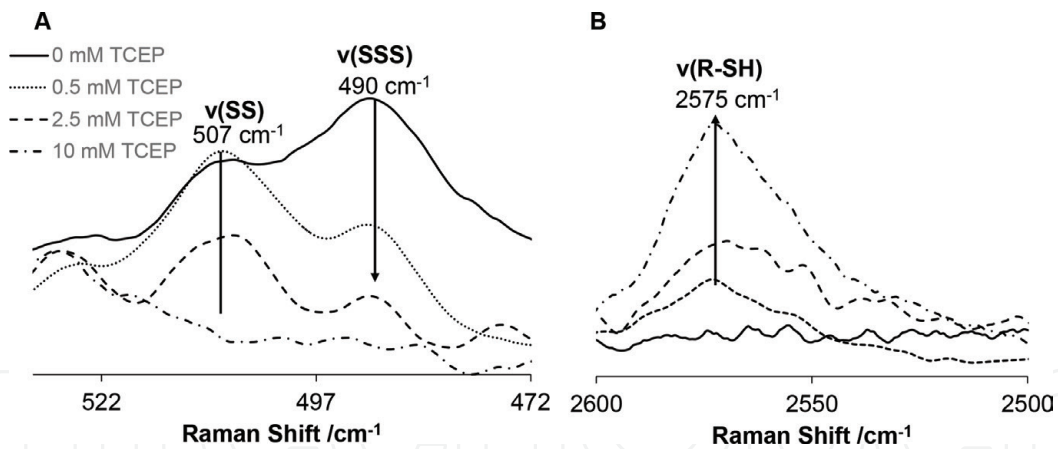 A
0 mM TCEP
0.5 mM TCEP
2.5 mM TCEP
10 mM TCEP
v(SS)
507 cm-1
v(SSS)
490 cm-1
522
497
472
Raman Shift /cm-1
B
v(R-SH)
2575 cm-1
2600
2550
2500
Raman Shift /cm-1